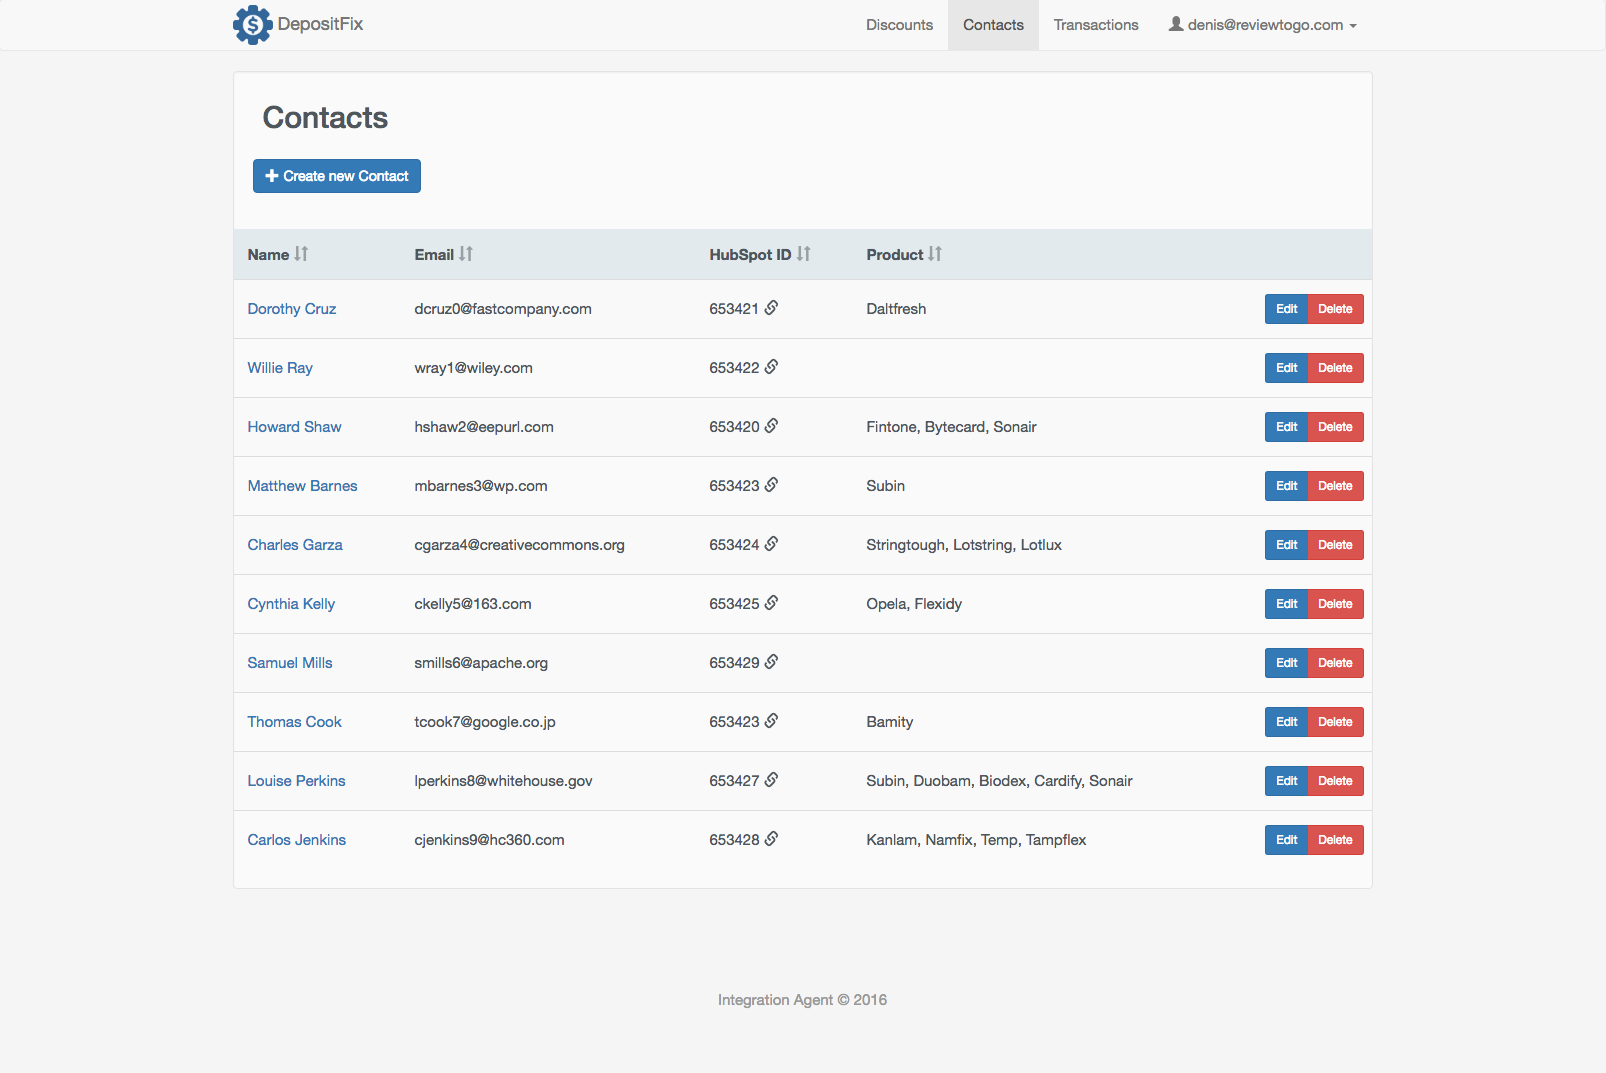 DepositFix Discounts Contacts Transactions denis@reviewtogo.com
Contacts
Create new Contact
Name Email HubSpot ID Product
Dorothy Cruz dcruz0@fastcompany.com 653421 Daltfresh Edit Delete
Willie Ray wray1@wiley.com 653422 Edit Delete
Howard Shaw hshaw2@eepurl.com 653420 Fintone, Bytecard, Sonair Edit Delete
Matthew Barnes mbarnes3@wp.com 653423 Subin Edit Delete
Charles Garza cgarza4@creativecommons.org 653424 Stringtough, Lotstring, Lotlux Edit Delete
Cynthia Kelly ckelly5@163.com 653425 Opela, Flexidy Edit Delete
Samuel Mills smills6@apache.org 653429 Edit Delete
Thomas Cook tcook7@google.co.jp 653423 Bamity Edit Delete
Louise Perkins lperkins8@whitehouse.gov 653427 Subin, Duobam, Biodex, Cardify, Sonair Edit Delete
Carlos Jenkins cjenkins9@hc360.com 653428 Kanlam, Namfix, Temp, Tampflex Edit Delete
Integration Agent © 2016